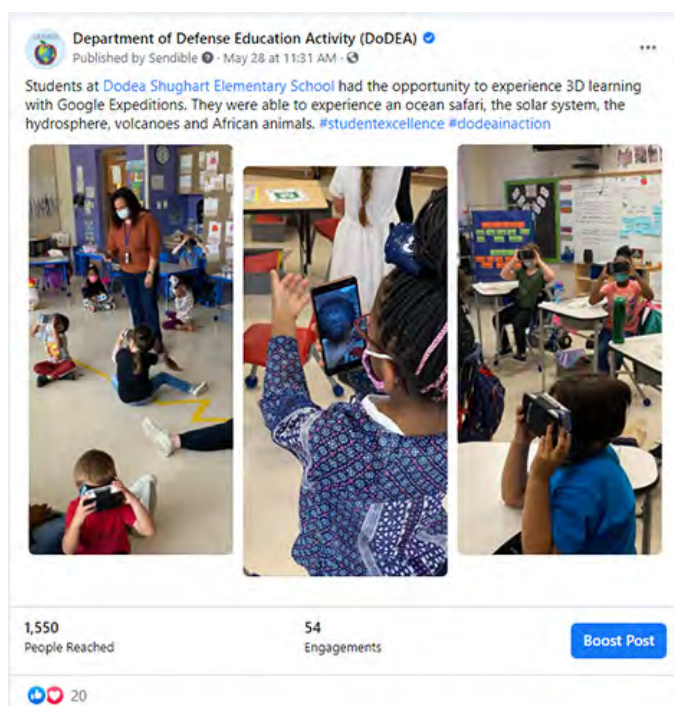 Department of Defense Education Activity (DoDEA)
Published by Sendible · May 28 at 11:31 AM ·
Students at Dodea Shughart Elementary School had the opportunity to experience 3D learning
with Google Expeditions. They were able to experience an ocean safari, the solar system, the
hydrosphere, volcanoes and African animals. #studentexcellence #dodeainaction
1,550
54
People Reached
Engagements
Boost Post
20